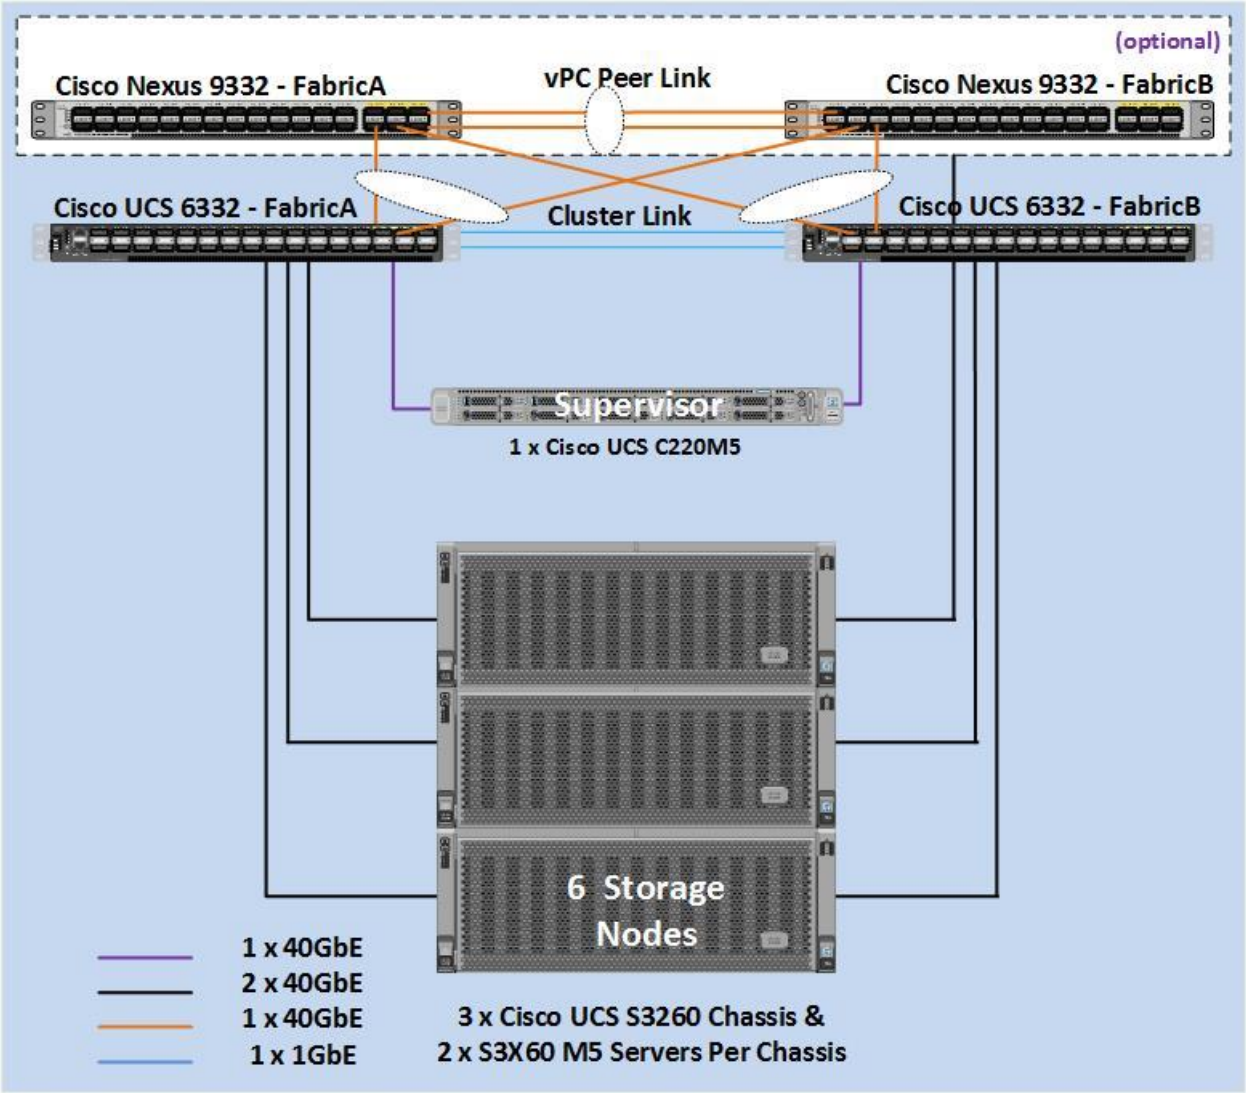 (optional)
Cisco Nexus 9332 - FabricA
vPC Peer Link
Cisco Nexus 9332 - FabricB
Cisco UCS 6332 - FabricA
Cluster Link
Cisco UCS 6332 - FabricB
Supervisor
1 x Cisco UCS C220M5
6 Storage
Nodes
1 x 40GbE
2 x 40GbE
1 x 40GbE
1 x 1GbE
3 x Cisco UCS S3260 Chassis &
2 x S3X60 M5 Servers Per Chassis